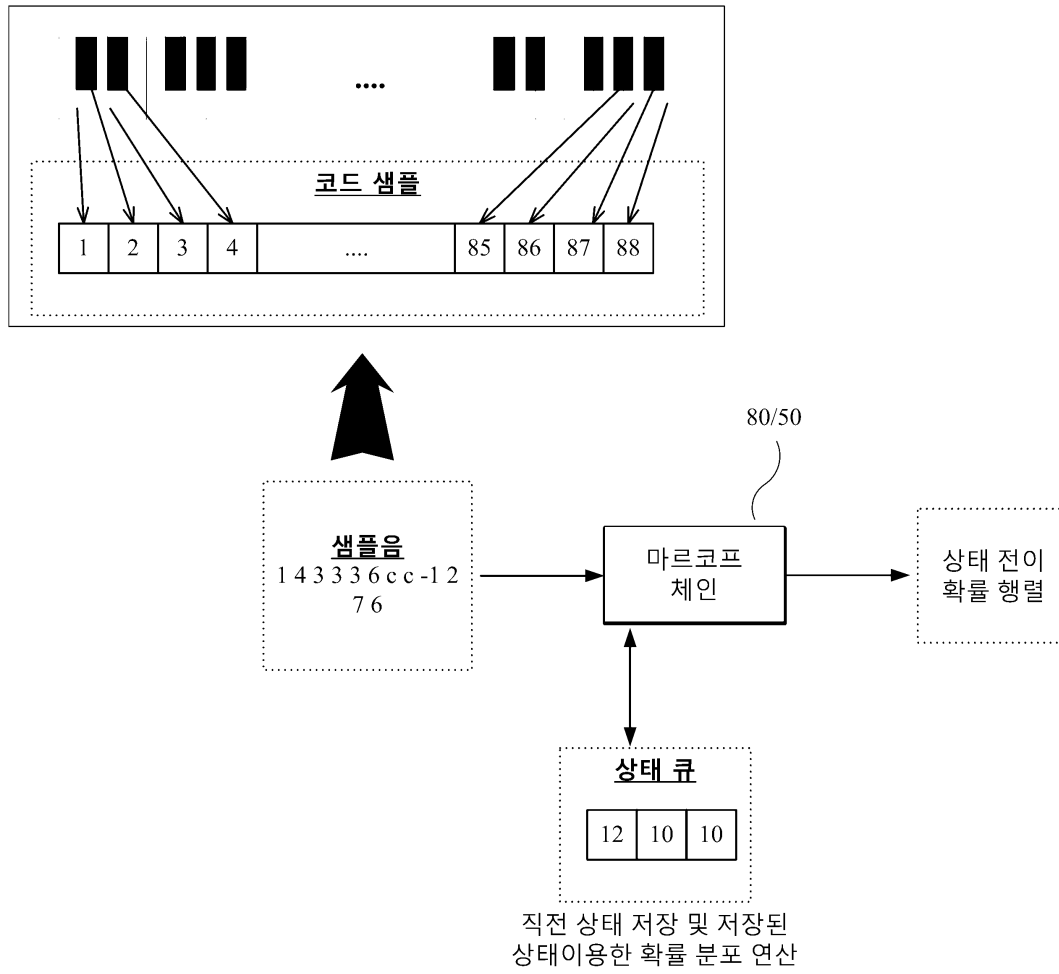 ....
코드 샘플
1 2 3 4 .... 85 86 87 88
80/50
샘플음
1 4 3 3 3 6 c c -1 2
7 6
마르코프
체인
상태 전이
확률 행렬
상태 큐
12 10 10
직전 상태 저장 및 저장된
상태이용한 확률 분포 연산